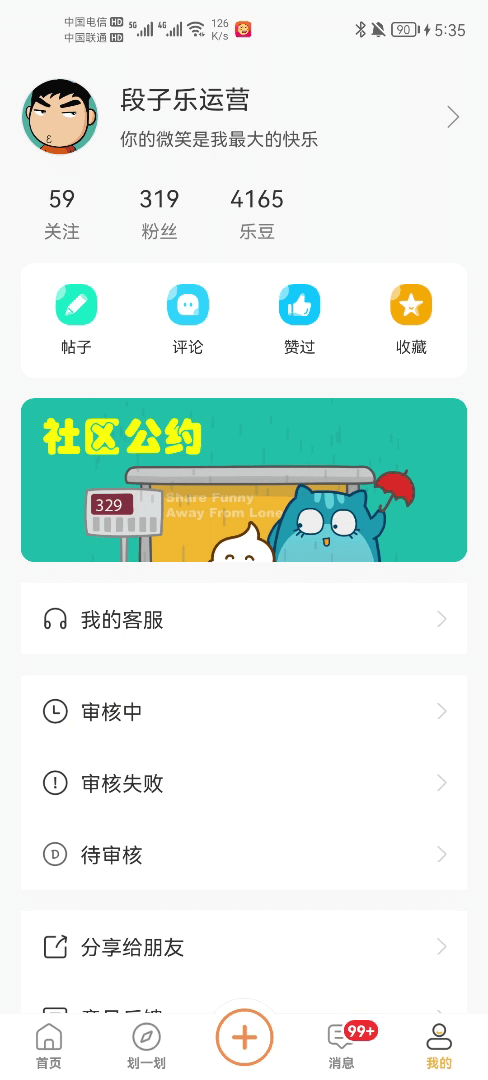 中国电信 HD 5G 4G 126 K/s 90 5:35
中国联通 HD
段子乐运营
你的微笑是我最大的快乐
59 319 4165
关注 粉丝 乐豆
帖子 评论 赞过 收藏
社区公约
329
Share Funny
Away From Lone
我的客服
审核中
审核失败
D 待审核
分享给朋友
99+
首页 划一划 消息 我的